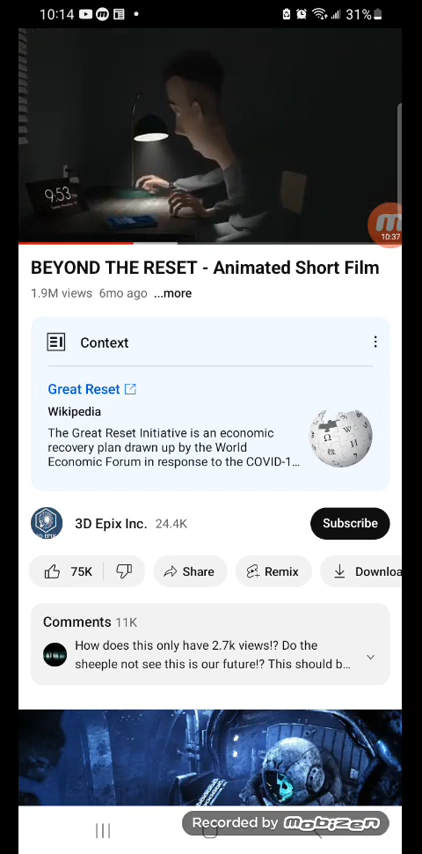 10:14 31%
9:53
10:37
BEYOND THE RESET - Animated Short Film
1.9M views 6mo ago ...more
Context
Great Reset
Wikipedia
The Great Reset Initiative is an economic
recovery plan drawn up by the World
Economic Forum in response to the COVID-1...
3D Epix Inc. 24.4K
Subscribe
75K
Share
Remix
Downloa
Comments 11K
How does this only have 2.7k views!? Do the
sheeple not see this is our future!? This should b...
Recorded by mobizen